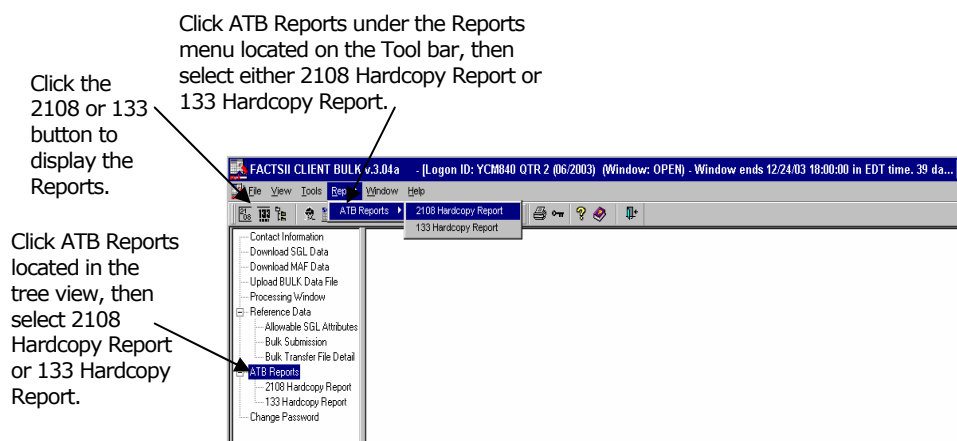 Click ATB Reports under the Reports
menu located on the Tool bar, then
select either 2108 Hardcopy Report or
133 Hardcopy Report.
Click the
2108 or 133
button to
display the
Reports.
FACTSII CLIENT BULK v.3.04a - [Logon ID: YCM840 QTR 2 (06/2003) (Window: OPEN) - Window ends 12/24/03 18:00:00 in EDT time. 39 da...
File View Tools Window Help
ATB Reports 2108 Hardcopy Report
133 Hardcopy Report
Click ATB Reports
located in the
tree view, then
select 2108
Hardcopy Report
or 133 Hardcopy
Report.
Contact Information
Download SGL Data
Download MAF Data
Upload BULK Data File
Processing Window
Reference Data
Allowable SGL Attributes
Bulk Submission
Bulk Transfer File Detail
ATB Reports
2108 Hardcopy Report
133 Hardcopy Report
Change Password